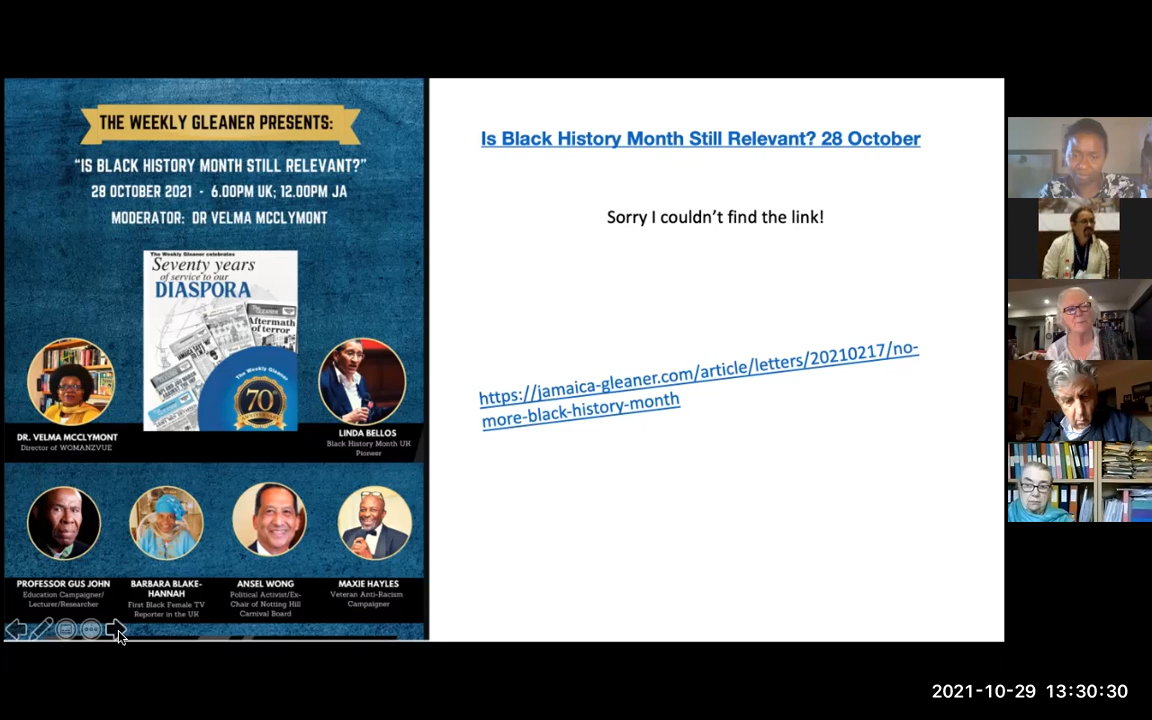 THE WEEKLY GLEANER PRESENTS:
“IS BLACK HISTORY MONTH STILL RELEVANT?”
28 OCTOBER 2021 - 6.00PM UK; 12.00PM JA
MODERATOR: DR VELMA MCCLYMONT
The Weekly Gleaner celebrates
Seventy years
of service to our
DIASPORA
Aftermath
of terror
The Weekly Gleaner
70TH
ANNIVERSARY
DR. VELMA MCCLYMONT
Director of WOMANZVUE
LINDA BELLOS
Black History Month UK
Pioneer
PROFESSOR GUS JOHN
Education Campaigner/
Lecturer/Researcher
BARBARA BLAKE-
HANNAH
First Black Female TV
Reporter in the UK
ANSEL WONG
Political Activist/Ex-
Chair of Notting Hill
Carnival Board
MAXIE HAYLES
Veteran Anti-Racism
Campaigner
Is Black History Month Still Relevant? 28 October
Sorry I couldn’t find the link!
https://jamaica-gleaner.com/article/letters/20210217/no-
more-black-history-month
2021-10-29 13:30:30